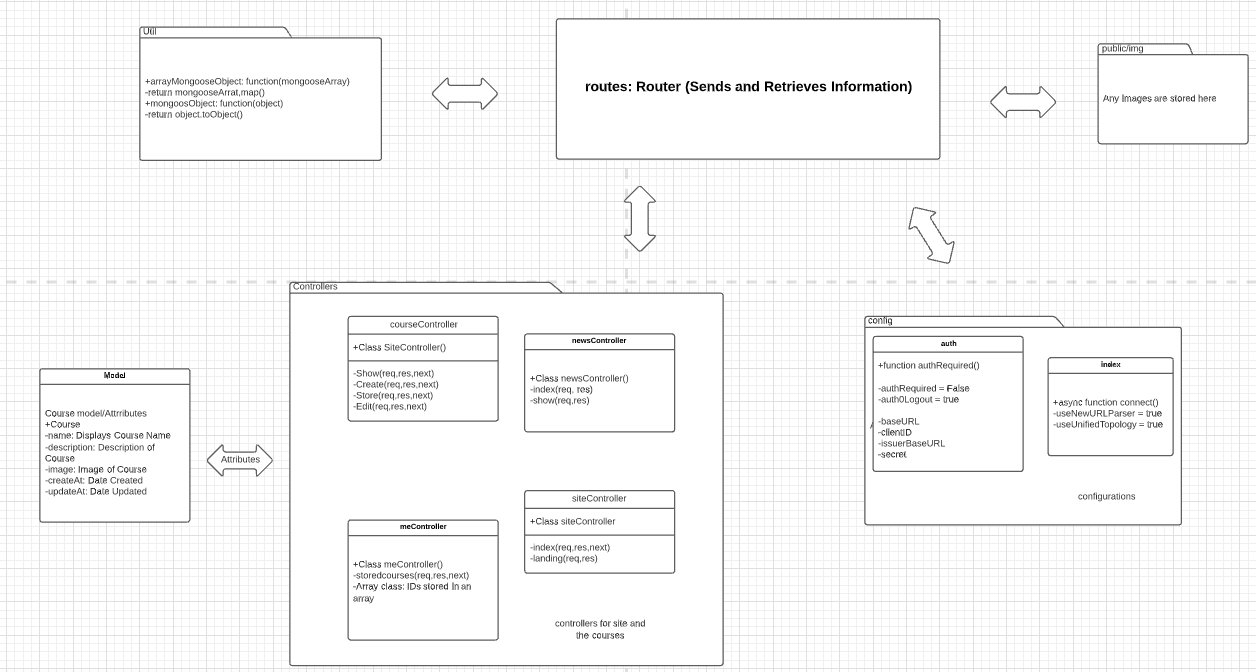 Util
+arrayMongooseObject: function(mongooseArray)
-return mongooseArrat,map()
+mongoosObject: function(object)
-return object.toObject()
routes: Router (Sends and Retrieves Information)
public/img
Any images are stored here
Controllers
courseController
+Class SiteController()
-Show(req,res,next)
-Create(req,res,next)
-Store(req,res,next)
-Edit(req,res,next)
newsController
+Class newsController()
-index(req, res)
-show(req,res)
config
auth
+function authRequired()
-authRequired = False
-auth0Logout = true
-baseURL
-clientID
-issuerBaseURL
-secret
index
+async function connect()
-useNewURLParser = true
-useUnifiedTopology = true
configurations
Model
Course model/Attrributes
+Course
-name: Displays Course Name
-description: Description of
Course
-image: Image of Course
-createAt: Date Created
-updateAt: Date Updated
Attributes
meController
+Class meController()
-storedcourses(req,res,next)
-Array class: IDs stored in an
array
siteController
+Class siteController
-index(req,res,next)
-landing(req,res)
controllers for site and
the courses